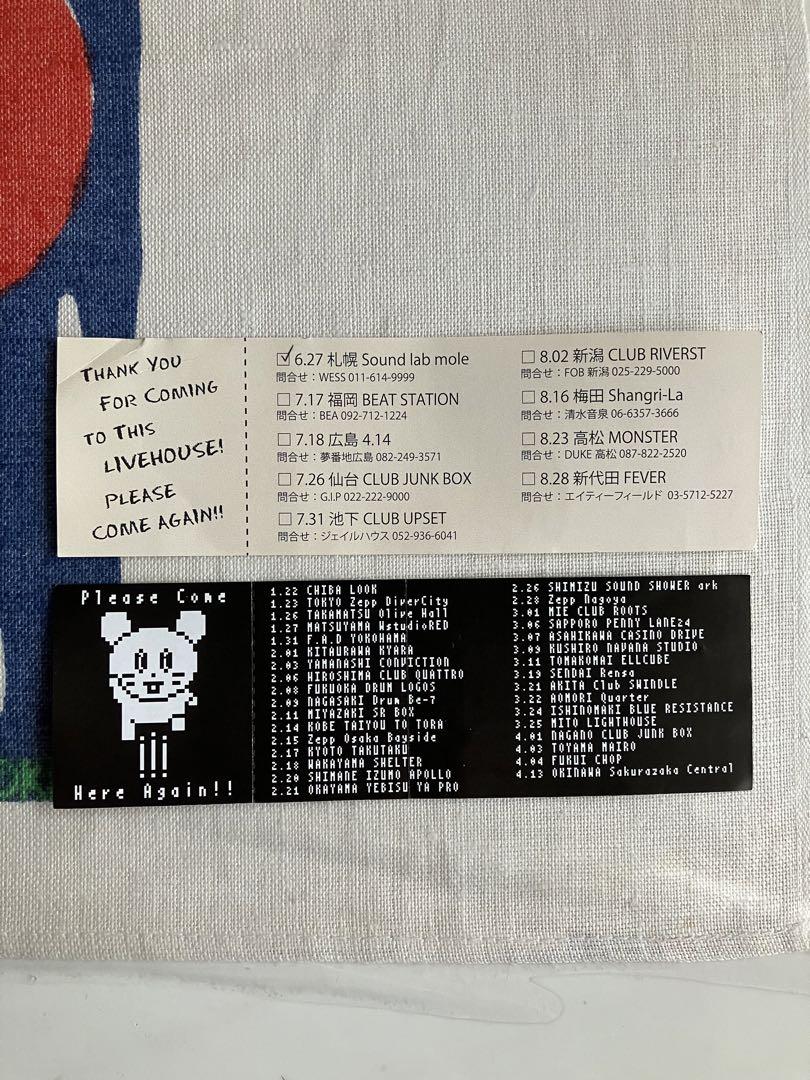 THANK YOU
FOR COMING
TO THIS
LIVEHOUSE!
PLEASE
COME AGAIN!!
6.27 札幌 Sound lab mole
問合せ：WESS 011-614-9999
7.17 福岡 BEAT STATION
問合せ：BEA 092-712-1224
7.18 広島 4.14
問合せ：夢番地広島 082-249-3571
7.26 仙台 CLUB JUNK BOX
問合せ：G.I.P 022-222-9000
7.31 池下 CLUB UPSET
問合せ：ジェイルハウス 052-936-6041
8.02 新潟 CLUB RIVERST
問合せ：FOB 新潟 025-229-5000
8.16 梅田 Shangri-La
問合せ：清水音泉 06-6357-3666
8.23 高松 MONSTER
問合せ：DUKE 高松 087-822-2520
8.28 新代田 FEVER
問合せ：エイティーフィールド 03-5712-5227
Please Come
Here Again!!
1.22 CHIBA LOOK
1.23 TOKYO Zepp DiverCity
1.26 TAKAMATSU Olive Hall
1.27 MATSUYAMA WstudioRED
1.31 F.A.D YOKOHAMA
2.01 KITAURAWA KYARA
2.03 YAMANASHI CONVICTION
2.06 HIROSHIMA CLUB QUATTRO
2.08 FUKUOKA DRUM LOGOS
2.09 NAGASAKI Drum Be-7
2.11 MIYAZAKI SR BOX
2.14 KOBE TAIYOU TO TORA
2.15 Zepp Osaka Bayside
2.17 KYOTO TAKUTAKU
2.18 WAKAYAMA SHELTER
2.20 SHIMANE IZUMO APOLLO
2.21 OKAYAMA YEBISU YA PRO
2.26 SHIMIZU SOUND SHOWER ark
2.28 Zepp Nagoya
3.01 MIE CLUB ROOTS
3.06 SAPPORO PENNY LANE24
3.07 ASAHIKAWA CASINO DRIVE
3.09 KUSHIRO NAVANA STUDIO
3.11 TOMAKOMAI ELLCUBE
3.19 SENDAI Rensa
3.21 AKITA Club SWINDLE
3.22 AOMORI Quarter
3.24 ISHINOMAKI BLUE RESISTANCE
3.25 MITO LIGHTHOUSE
4.01 NAGANO CLUB JUNK BOX
4.03 TOYAMA MAIRO
4.04 FUKUI CHOP
4.13 OKINAWA Sakurazaka Central